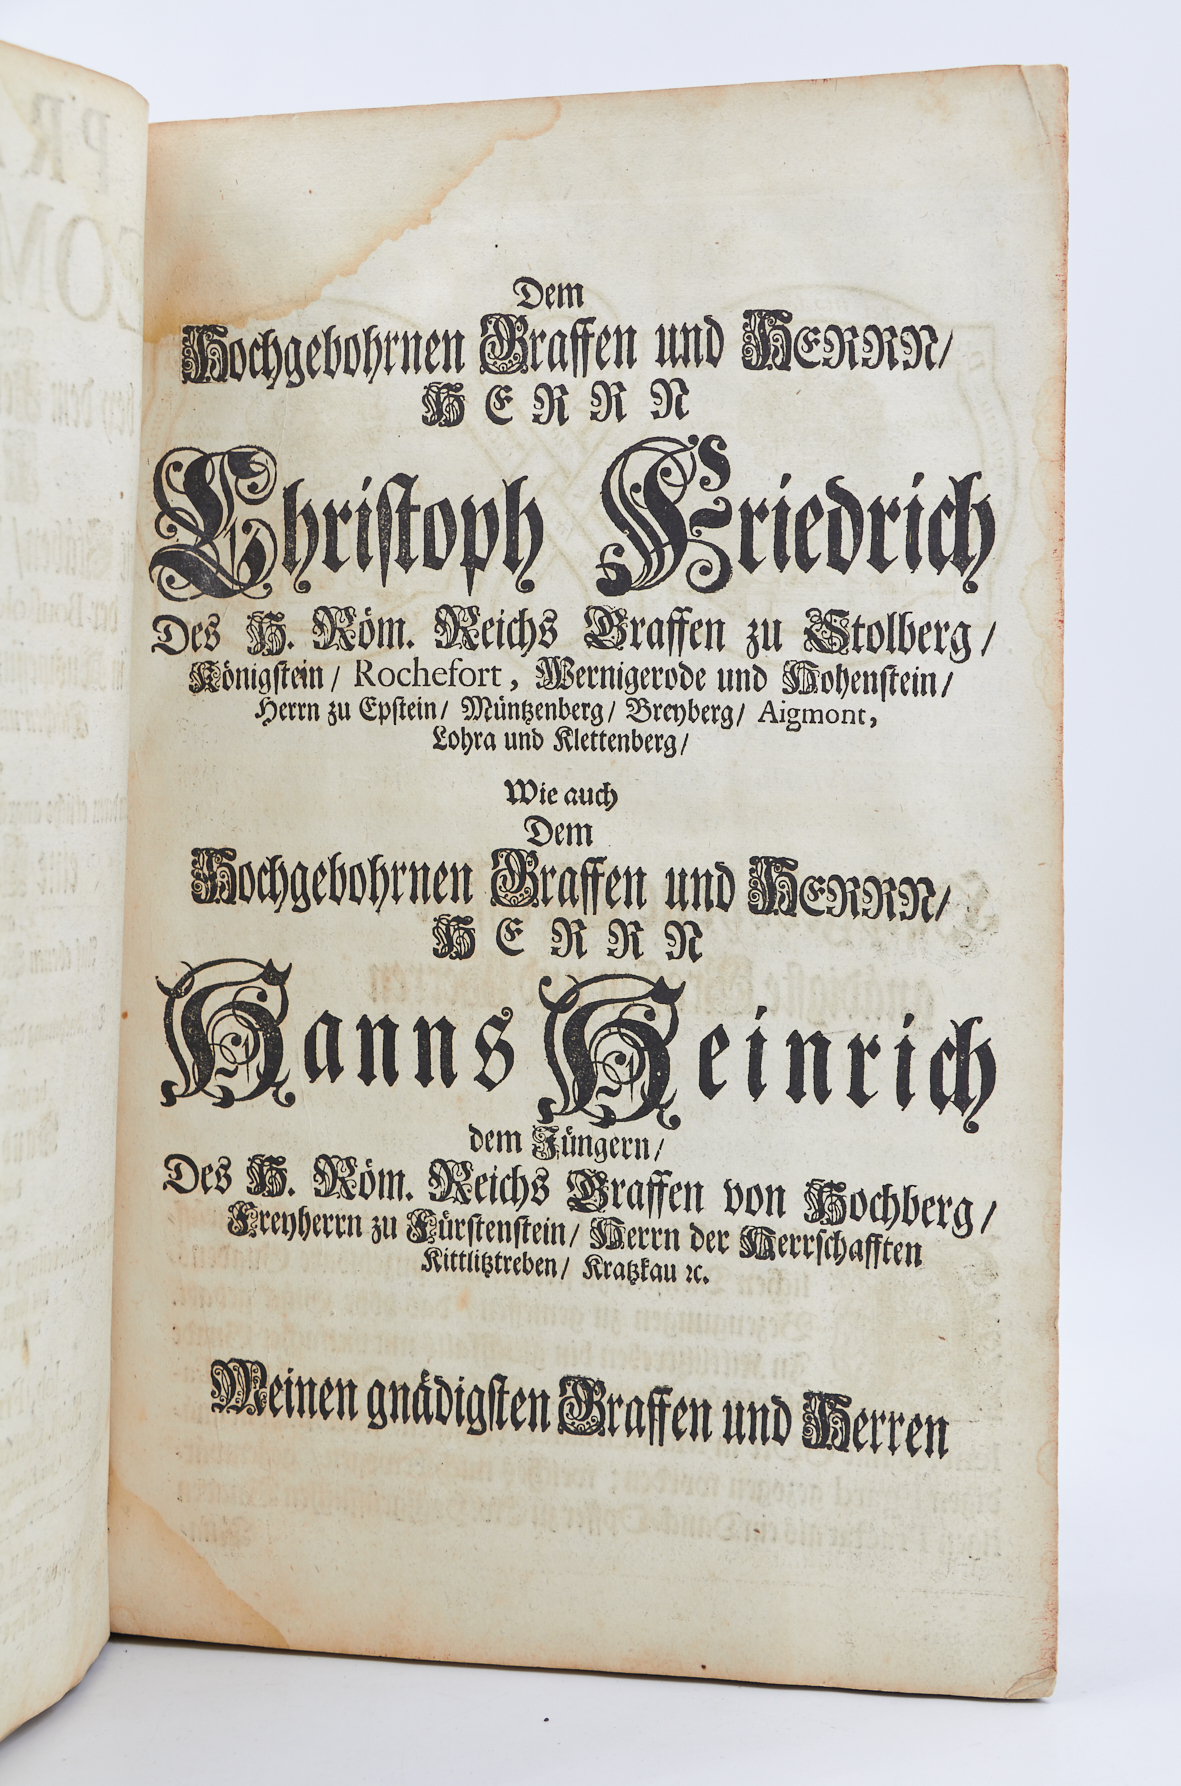 Dem
Hochgebohrnen Graffen und HERRN/
HERRN
Christoph Friedrich
Des H. Röm. Reichs Graffen zu Stolberg/
Königstein/ Rochefort, Wernigerode und Hohenstein/
Herrn zu Epstein/ Müntzenberg/ Breyberg/ Aigmont,
Lohra und Klettenberg/
Wie auch
Dem
Hochgebohrnen Graffen und HERRN/
HERRN
Hanns Heinrich
dem Jüngern/
Des H. Röm. Reichs Graffen von Hochberg/
Freyherrn zu Fürstenstein/ Herrn der Herrschafften
Kittlitztreben/ Kratzkau ꝛc.
Meinen gnädigsten Graffen und Herren